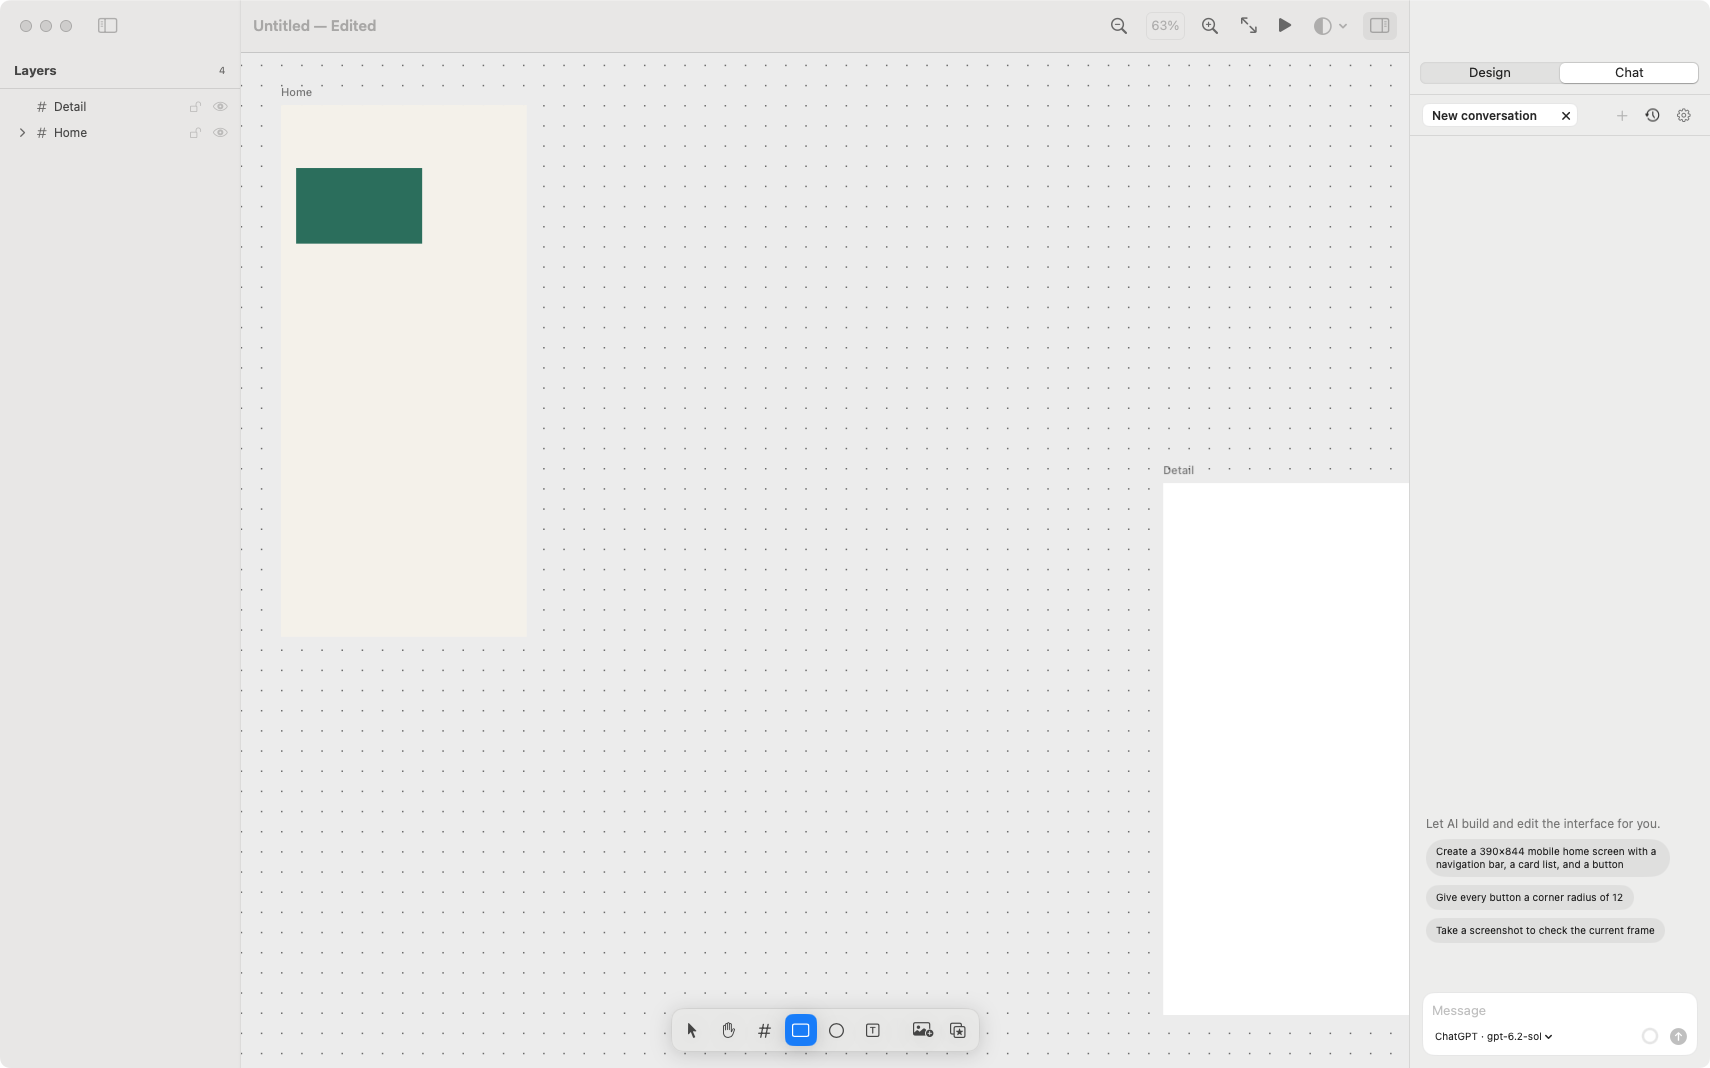 Untitled — Edited
63%
Layers
4
Detail
Home
Home
Detail
Design
Chat
New conversation
Let AI build and edit the interface for you.
Create a 390×844 mobile home screen with a
navigation bar, a card list, and a button
Give every button a corner radius of 12
Take a screenshot to check the current frame
Message
ChatGPT · gpt-6.2-sol